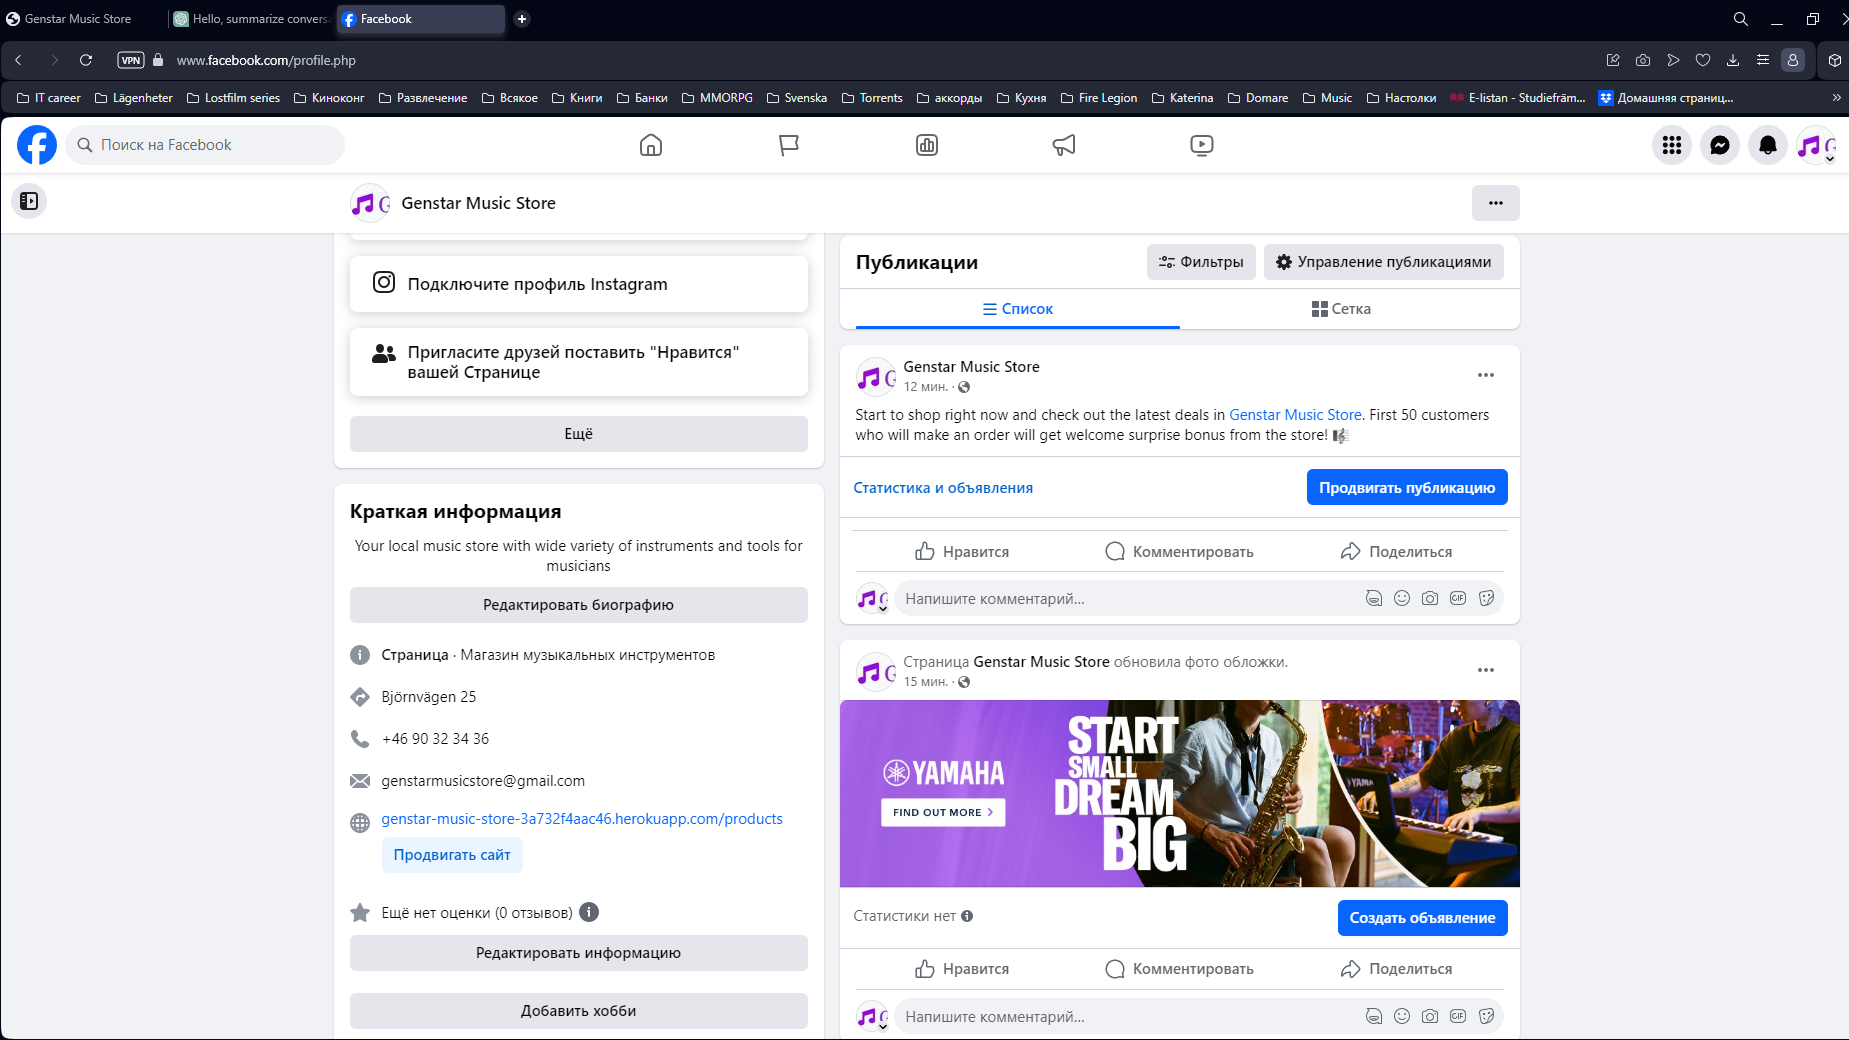 Genstar Music Store
Hello, summarize convers
Facebook
VPN
www.facebook.com/profile.php
IT career
Lägenheter
Lostfilm series
Киноконг
Развлечение
Всякое
Книги
Банки
MMORPG
Svenska
Torrents
аккорды
Кухня
Fire Legion
Katerina
Domare
Music
Настолки
E-listan - Studiefräm...
Домашняя страниц...
Поиск на Facebook
Genstar Music Store
Подключите профиль Instagram
Пригласите друзей поставить "Нравится"
вашей Странице
Ещё
Краткая информация
Your local music store with wide variety of instruments and tools for
musicians
Редактировать биографию
Страница · Магазин музыкальных инструментов
Björnvägen 25
+46 90 32 34 36
genstarmusicstore@gmail.com
genstar-music-store-3a732f4aac46.herokuapp.com/products
Продвигать сайт
Ещё нет оценки (0 отзывов)
Редактировать информацию
Добавить хобби
Публикации
Фильтры
Управление публикациями
Список
Сетка
Genstar Music Store
12 мин. ·
Start to shop right now and check out the latest deals in Genstar Music Store. First 50 customers
who will make an order will get welcome surprise bonus from the store! 🎼
Статистика и объявления
Продвигать публикацию
Нравится
Комментировать
Поделиться
Напишите комментарий...
GIF
Страница Genstar Music Store обновила фото обложки.
15 мин. ·
YAMAHA
FIND OUT MORE >
START
SMALL
DREAM
BIG
YAMAHA
Статистики нет
Создать объявление
Нравится
Комментировать
Поделиться
Напишите комментарий...
GIF